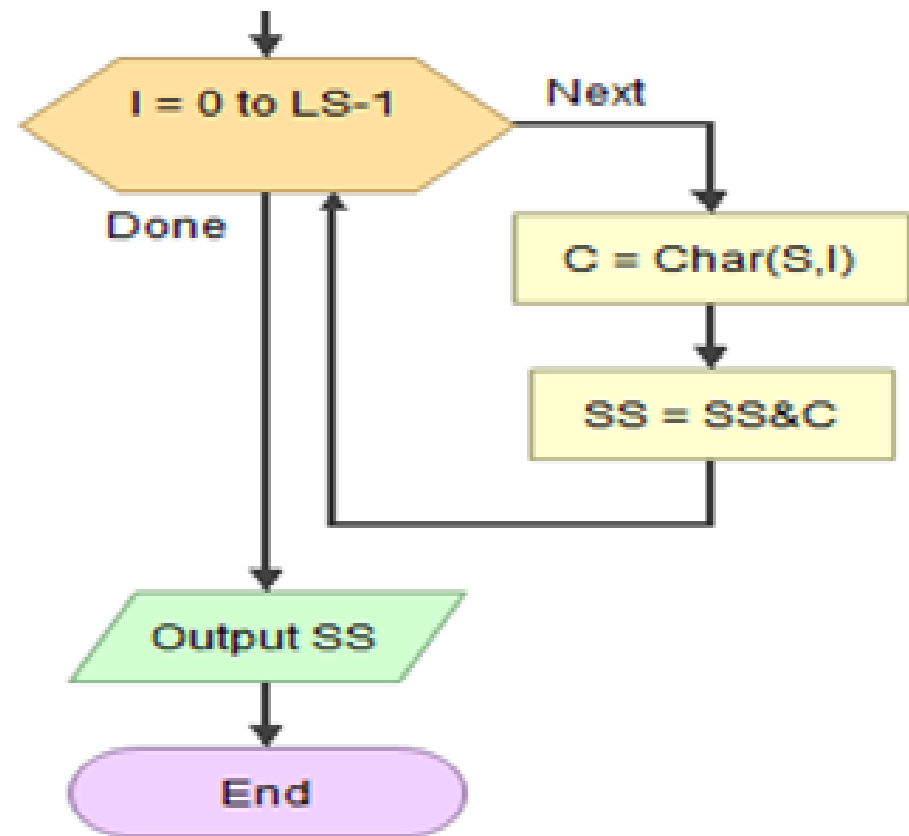 I = 0 to LS-1
Next
Done
C = Char(S,I)
SS = SS&C
Output SS
End